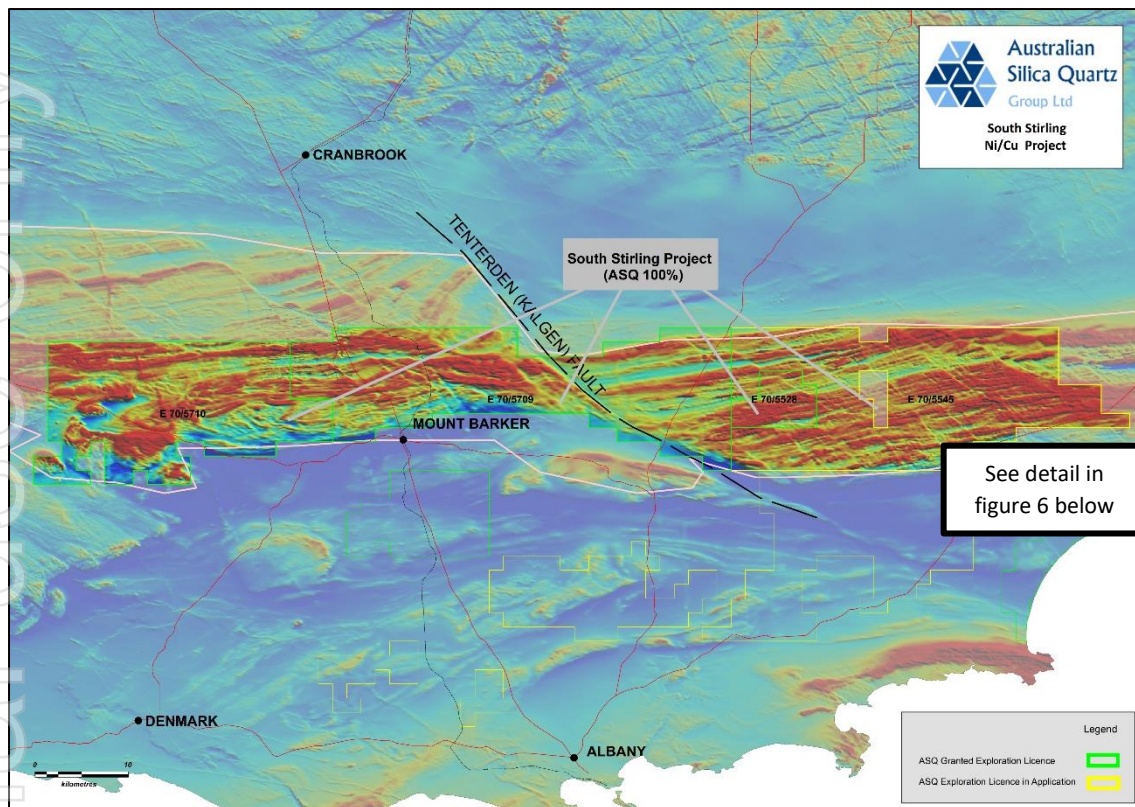 Australian
Silica Quartz
Group Ltd
South Stirling
Ni/Cu Project
CRANBROOK
TENTERDEN (KALGEN) FAULT
South Stirling Project
(ASQ 100%)
E 70/5710
E 70/5709
E 70/5528
E 70/5545
MOUNT BARKER
See detail in
figure 6 below
DENMARK
ALBANY
0
10
kilometres
Legend
ASQ Granted Exploration Licence
ASQ Exploration Licence in Application